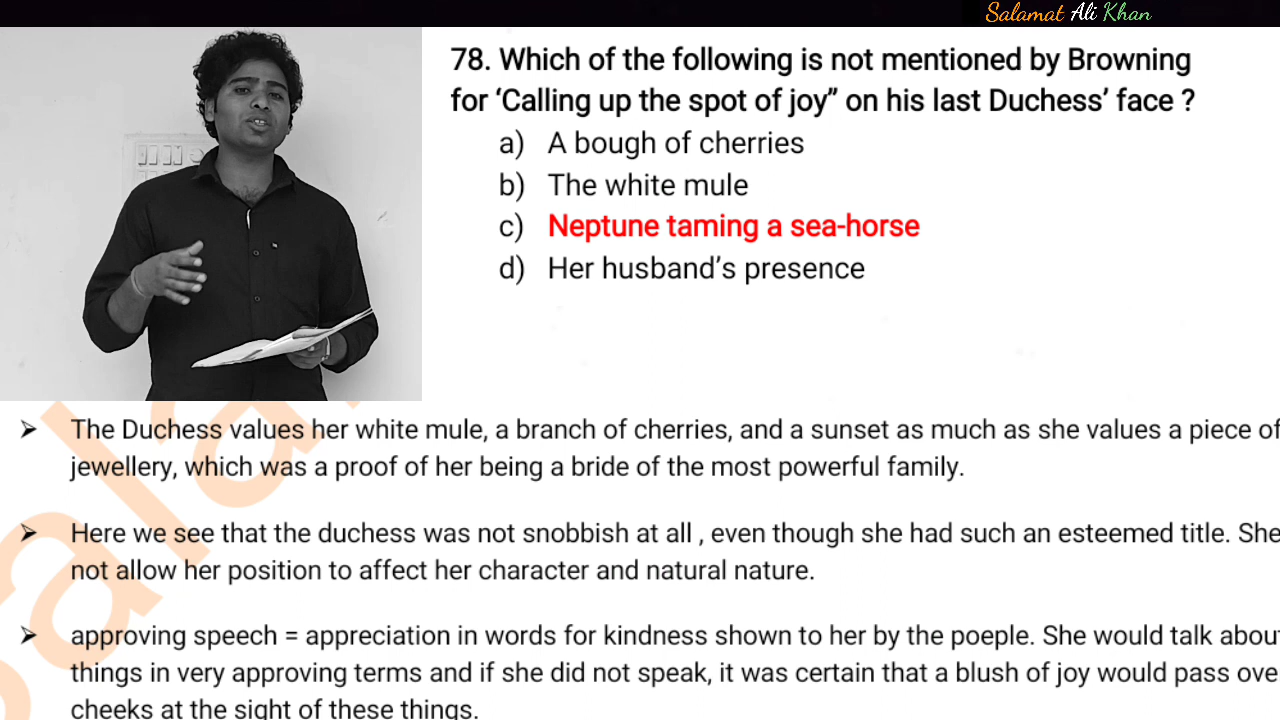 Salamat Ali Khan
78. Which of the following is not mentioned by Browning
for ‘Calling up the spot of joy” on his last Duchess’ face ?
a) A bough of cherries
b) The white mule
c) Neptune taming a sea-horse
d) Her husband’s presence
➢ The Duchess values her white mule, a branch of cherries, and a sunset as much as she values a piece of
jewellery, which was a proof of her being a bride of the most powerful family.
➢ Here we see that the duchess was not snobbish at all , even though she had such an esteemed title. She
not allow her position to affect her character and natural nature.
➢ approving speech = appreciation in words for kindness shown to her by the poeple. She would talk abou
things in very approving terms and if she did not speak, it was certain that a blush of joy would pass ove
cheeks at the sight of these things.